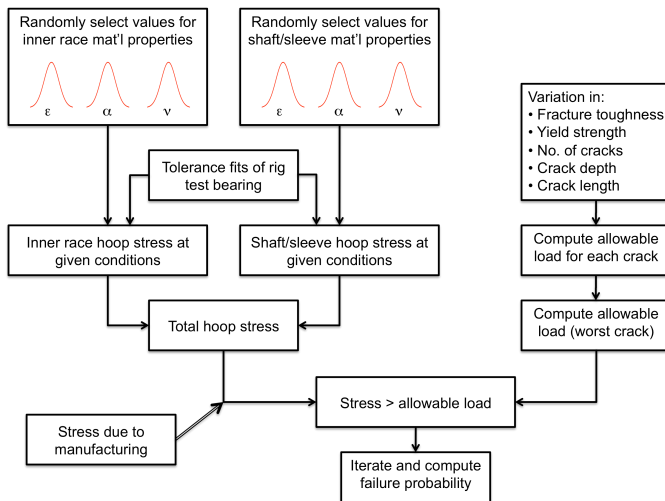 Randomly select values for
inner race mat'l properties
ε α ν
Randomly select values for
shaft/sleeve mat'l properties
ε α ν
Variation in:
• Fracture toughness
• Yield strength
• No. of cracks
• Crack depth
• Crack length
Tolerance fits of rig
test bearing
Inner race hoop stress at
given conditions
Shaft/sleeve hoop stress at
given conditions
Compute allowable
load for each crack
Total hoop stress
Compute allowable
load (worst crack)
Stress > allowable load
Stress due to
manufacturing
Iterate and compute
failure probability